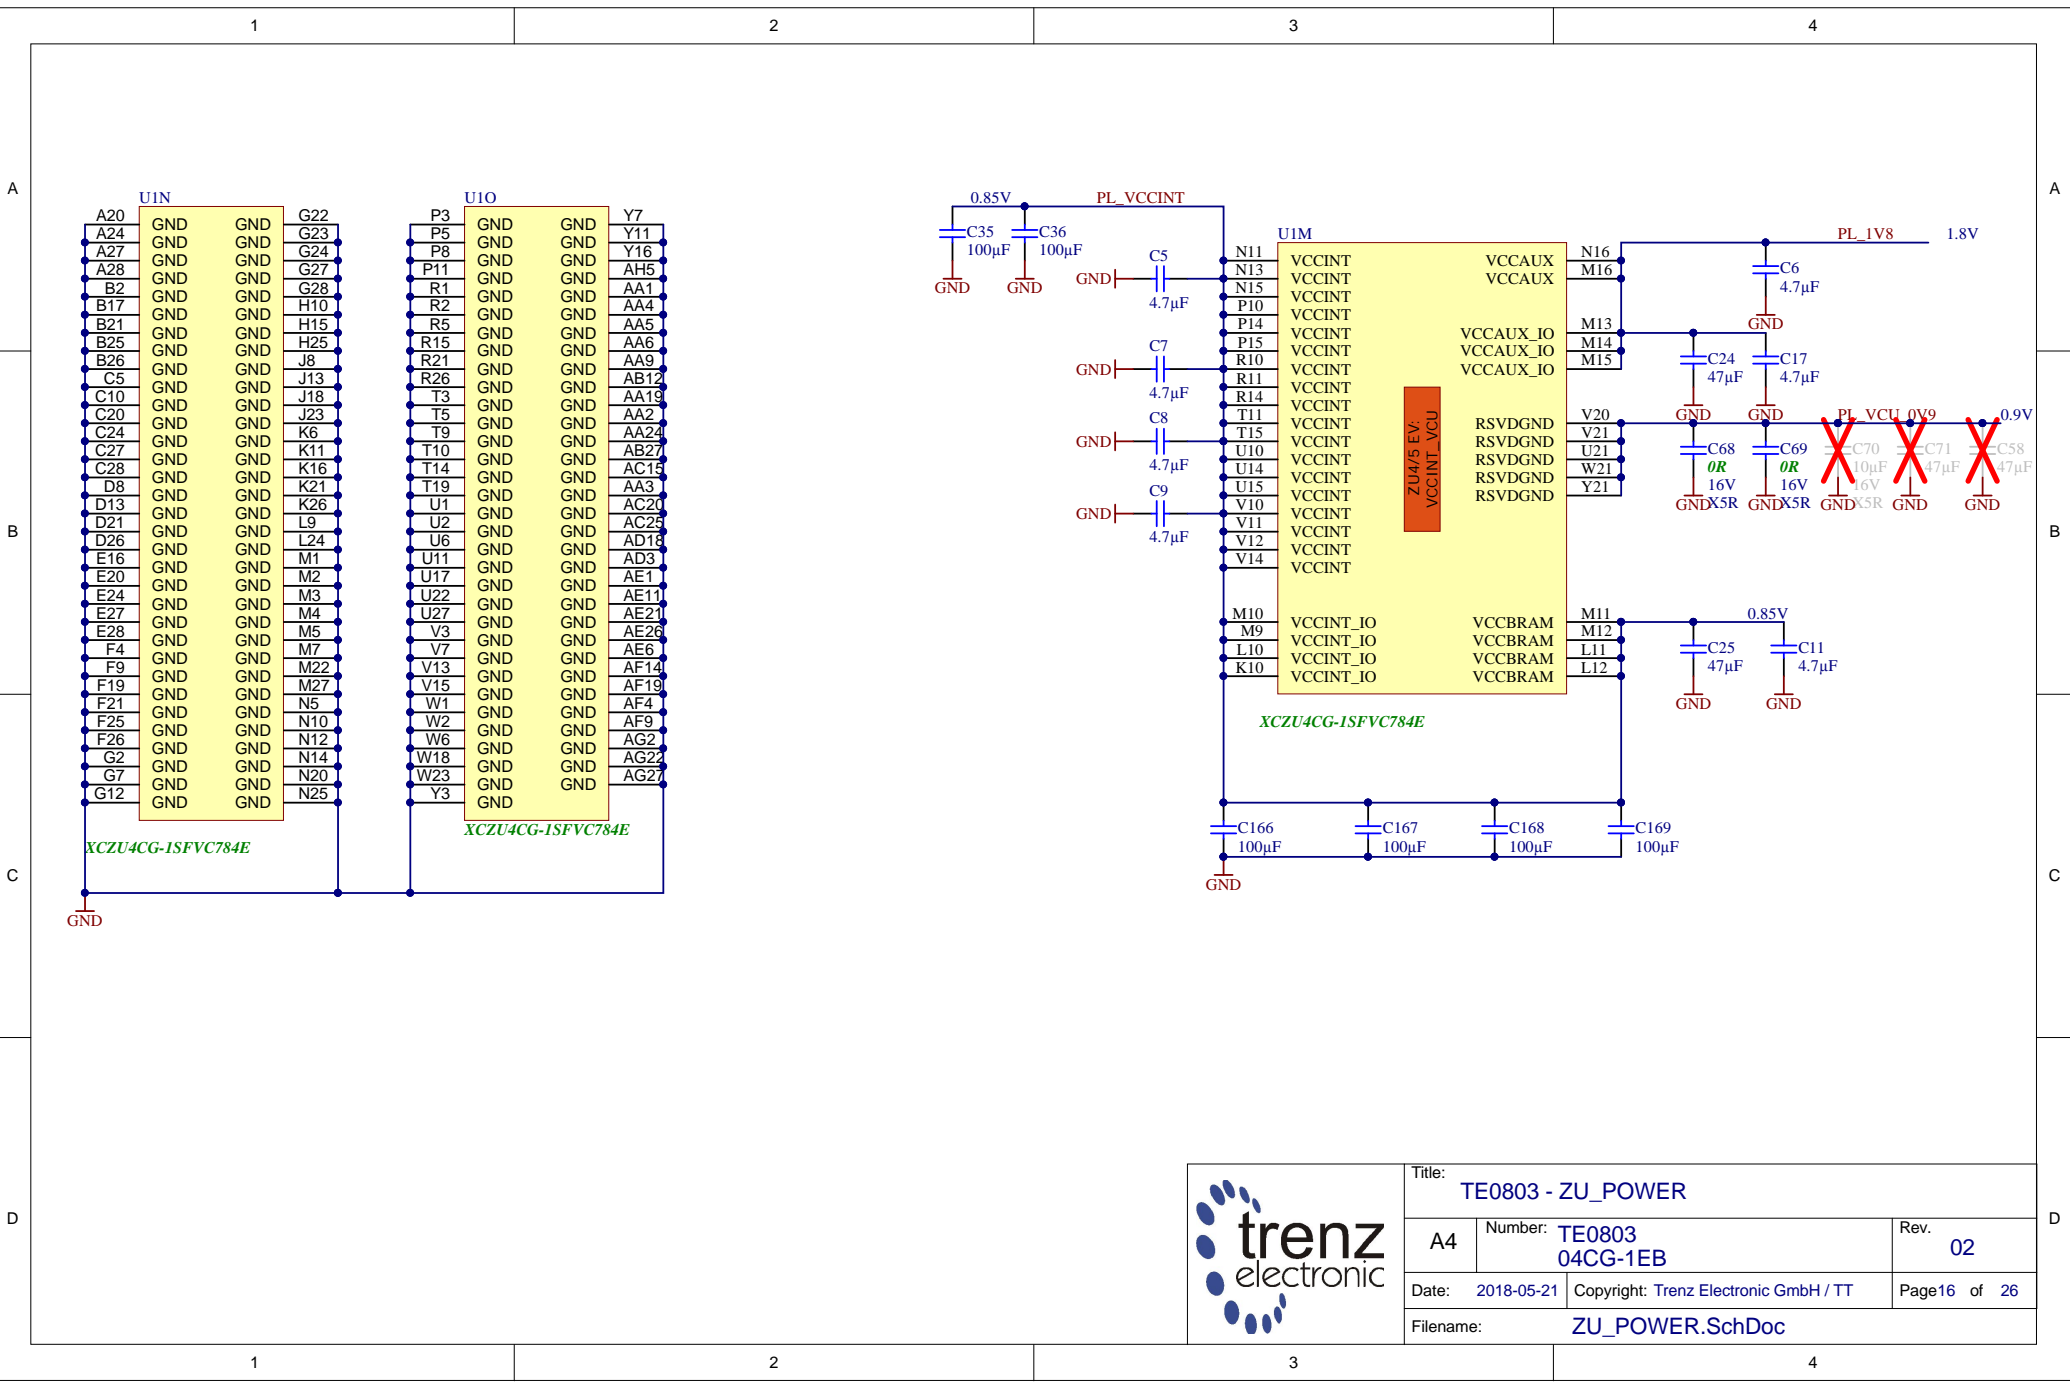 1 2 3 4
A A
B B
C C
D D
U1N
A20 GND GND G22
A24 GND GND G23
A27 GND GND G24
A28 GND GND G27
B2 GND GND G28
B17 GND GND H10
B21 GND GND H15
B25 GND GND H25
B26 GND GND J8
C5 GND GND J13
C10 GND GND J18
C20 GND GND J23
C24 GND GND K6
C27 GND GND K11
C28 GND GND K16
D8 GND GND K21
D13 GND GND K26
D21 GND GND L9
D26 GND GND L24
E16 GND GND M1
E20 GND GND M2
E24 GND GND M3
E27 GND GND M4
E28 GND GND M5
F4 GND GND M7
F9 GND GND M22
F19 GND GND M27
F21 GND GND N5
F25 GND GND N10
F26 GND GND N12
G2 GND GND N14
G7 GND GND N20
G12 GND GND N25
XCZU4CG-1SFVC784E
GND
U1O
P3 GND GND Y7
P5 GND GND Y11
P8 GND GND Y16
P11 GND GND AH5
R1 GND GND AA1
R2 GND GND AA4
R5 GND GND AA5
R15 GND GND AA6
R21 GND GND AA9
R26 GND GND AB12
T3 GND GND AA19
T5 GND GND AA2
T9 GND GND AA24
T10 GND GND AB27
T14 GND GND AC15
T19 GND GND AA3
U1 GND GND AC20
U2 GND GND AC25
U6 GND GND AD18
U11 GND GND AD3
U17 GND GND AE1
U22 GND GND AE11
U27 GND GND AE21
V3 GND GND AE26
V7 GND GND AE6
V13 GND GND AF14
V15 GND GND AF19
W1 GND GND AF4
W2 GND GND AF9
W6 GND GND AG2
W18 GND GND AG22
W23 GND GND AG27
Y3 GND
XCZU4CG-1SFVC784E
0.85V PL_VCCINT
C35
100µF
GND
C36
100µF
GND
C5
GND
4.7µF
C7
GND
4.7µF
C8
GND
4.7µF
C9
GND
4.7µF
U1M
N11 VCCINT
N13 VCCINT
N15 VCCINT
P10 VCCINT
P14 VCCINT
P15 VCCINT
R10 VCCINT
R11 VCCINT
R14 VCCINT
T11 VCCINT
T15 VCCINT
U10 VCCINT
U14 VCCINT
U15 VCCINT
V10 VCCINT
V11 VCCINT
V12 VCCINT
V14 VCCINT
M10 VCCINT_IO
M9 VCCINT_IO
L10 VCCINT_IO
K10 VCCINT_IO
ZU4/5 EV:
VCCINT_VCU
VCCAUX N16
VCCAUX M16
VCCAUX_IO M13
VCCAUX_IO M14
VCCAUX_IO M15
RSVDGND V20
RSVDGND V21
RSVDGND U21
RSVDGND W21
RSVDGND Y21
VCCBRAM M11
VCCBRAM M12
VCCBRAM L11
VCCBRAM L12
XCZU4CG-1SFVC784E
PL_1V8 1.8V
C6
4.7µF
GND
C24
47µF
GND
C17
4.7µF
GND
PL_VCU_0V9 0.9V
C68
0R
16V
X5R
GND
C69
0R
16V
X5R
GND
C70
10µF
16V
X5R
GND
C71
47µF
GND
C58
47µF
GND
0.85V
C25
47µF
GND
C11
4.7µF
GND
C166
100µF
C167
100µF
C168
100µF
C169
100µF
GND
trenz
electronic
Title:
TE0803 - ZU_POWER
A4
Number: TE0803
04CG-1EB
Rev.
02
Date: 2018-05-21
Copyright: Trenz Electronic GmbH / TT
Page16 of 26
Filename: ZU_POWER.SchDoc
1 2 3 4